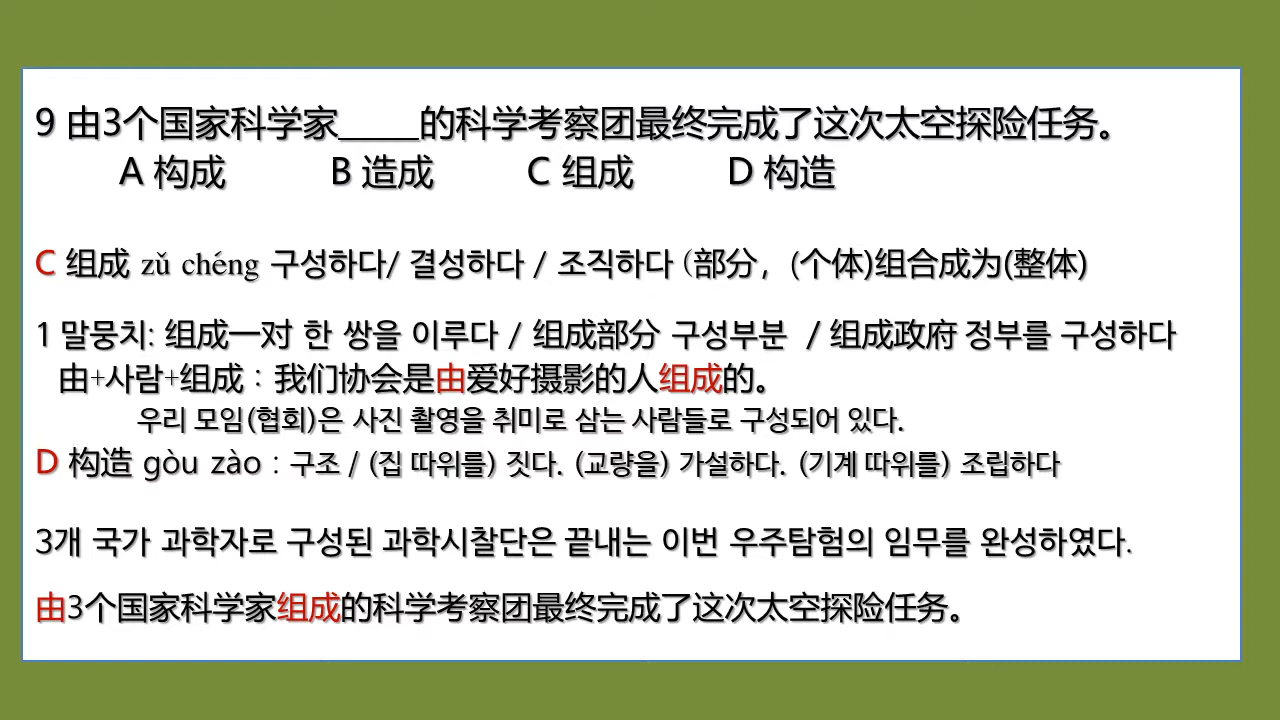 9 由3个国家科学家_____的科学考察团最终完成了这次太空探险任务。
A 构成 B 造成 C 组成 D 构造
C 组成 zǔ chéng 구성하다/ 결성하다 / 조직하다 (部分，(个体)组合成为(整体)
1 말뭉치: 组成一对 한 쌍을 이루다 / 组成部分 구성부분 / 组成政府 정부를 구성하다
由+사람+组成：我们协会是由爱好摄影的人组成的。
우리 모임(협회)은 사진 촬영을 취미로 삼는 사람들로 구성되어 있다.
D 构造 gòu zào : 구조 / (집 따위를) 짓다. (교량을) 가설하다. (기계 따위를) 조립하다
3개 국가 과학자로 구성된 과학시찰단은 끝내는 이번 우주탐험의 임무를 완성하였다.
由3个国家科学家组成的科学考察团最终完成了这次太空探险任务。